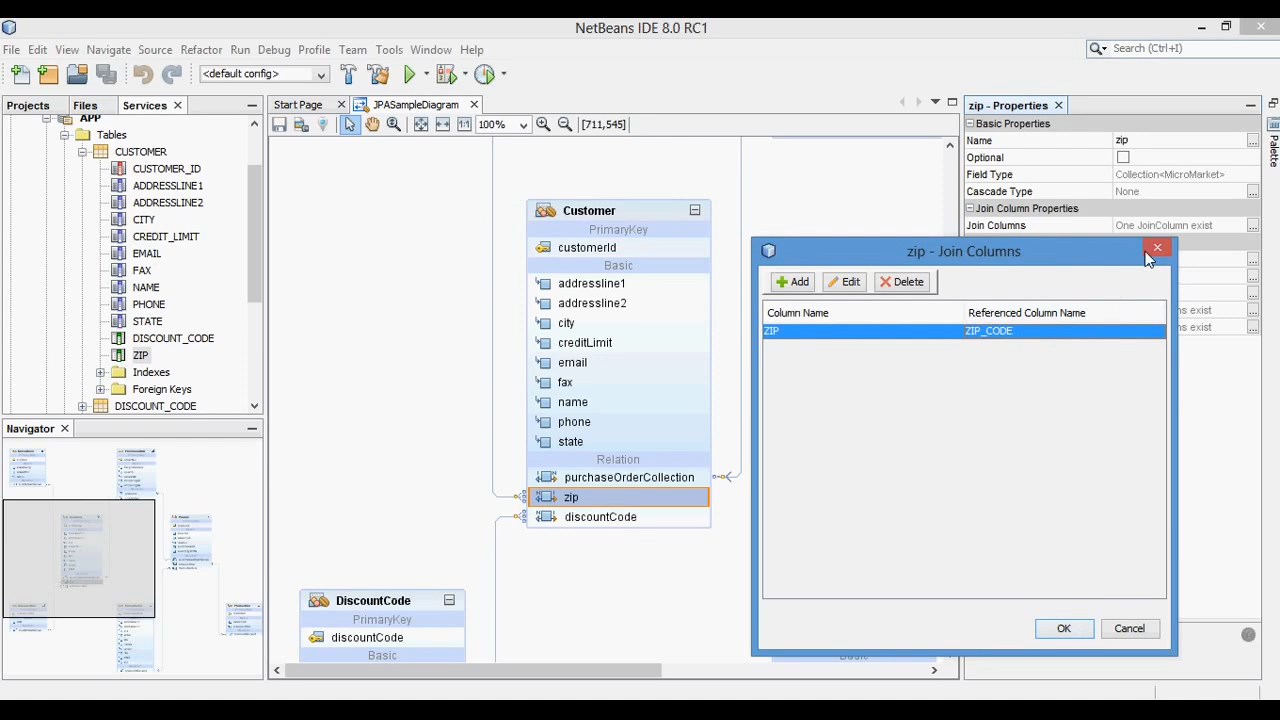 NetBeans IDE 8.0 RC1
File Edit View Navigate Source Refactor Run Debug Profile Team Tools Window Help
Search (Ctrl+I)
<default config>
Projects Files Services
APP
Tables
CUSTOMER
CUSTOMER_ID
ADDRESSLINE1
ADDRESSLINE2
CITY
CREDIT_LIMIT
EMAIL
FAX
NAME
PHONE
STATE
DISCOUNT_CODE
ZIP
Indexes
Foreign Keys
DISCOUNT_CODE
Navigator
Start Page JPASampleDiagram
100% [711,545]
Customer
PrimaryKey
customerId
Basic
addressline1
addressline2
city
creditLimit
email
fax
name
phone
state
Relation
purchaseOrderCollection
zip
discountCode
DiscountCode
PrimaryKey
discountCode
Basic
zip - Properties
Basic Properties
Name zip
Optional
Field Type Collection<MicroMarket>
Cascade Type None
Join Column Properties
Join Columns One JoinColumn exist
ns exist
ns exist
Palette
zip - Join Columns
Add Edit Delete
Column Name Referenced Column Name
ZIP ZIP_CODE
OK Cancel